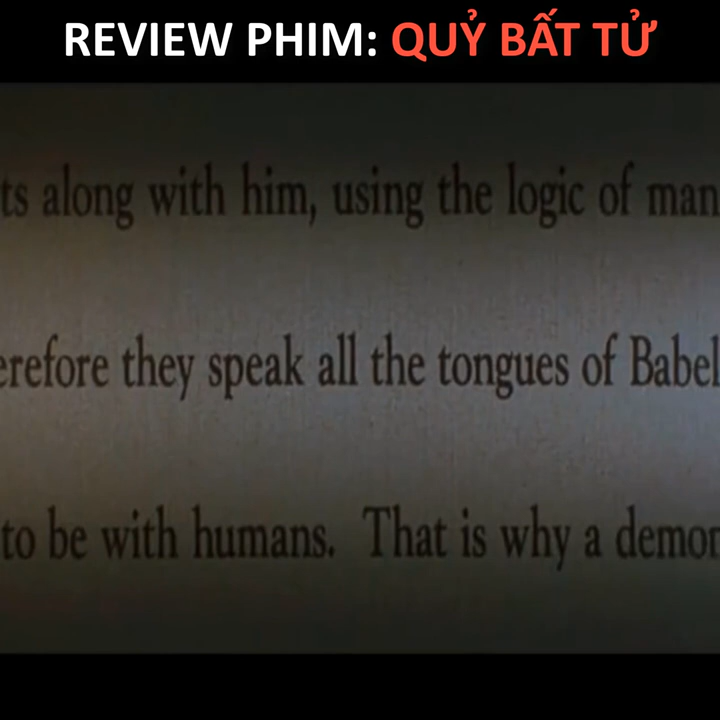 REVIEW PHIM: QUỶ BẤT TỬ
ts along with him, using the logic of man
erefore they speak all the tongues of Babel
to be with humans. That is why a demon